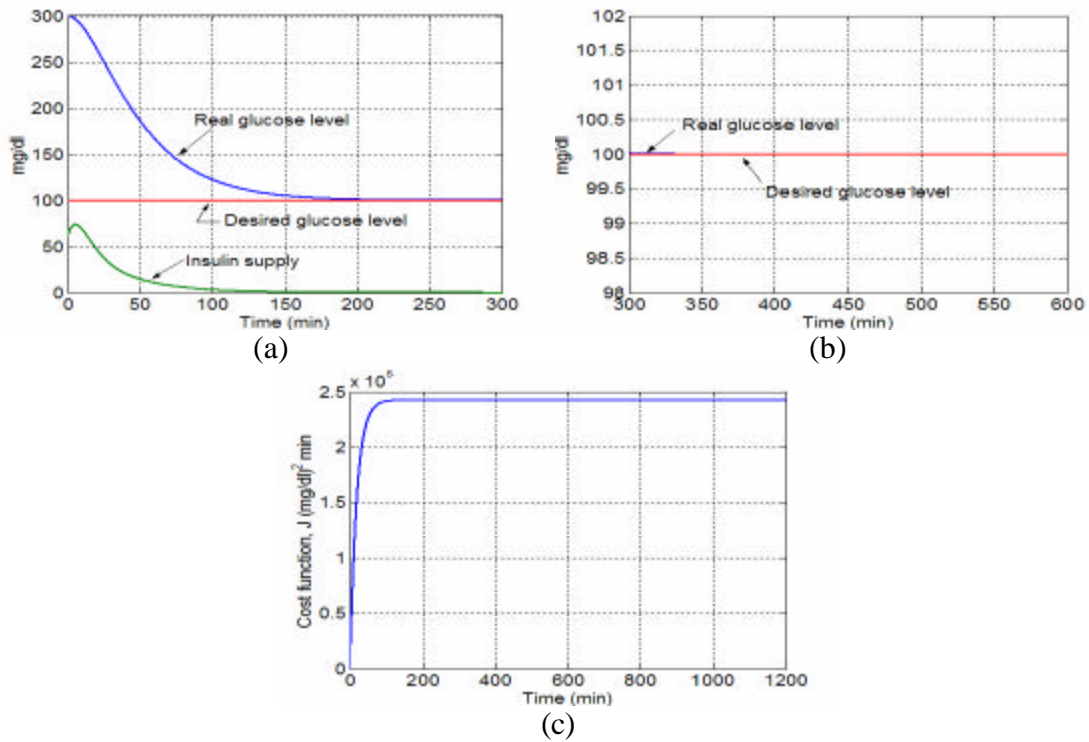 300
250
200
150
100
50
0
mg/dl
Real glucose level
Desired glucose level
Insulin supply
0 50 100 150 200 250 300
Time (min)
(a)
102
101.5
101
100.5
100
99.5
99
98.5
98
mg/dl
Real glucose level
Desired glucose level
300 350 400 450 500 550 600
Time (min)
(b)
× 10⁵
2.5
2
1.5
1
0.5
0
Cost function, J (mg/dl)² min
0 200 400 600 800 1000 1200
Time (min)
(c)